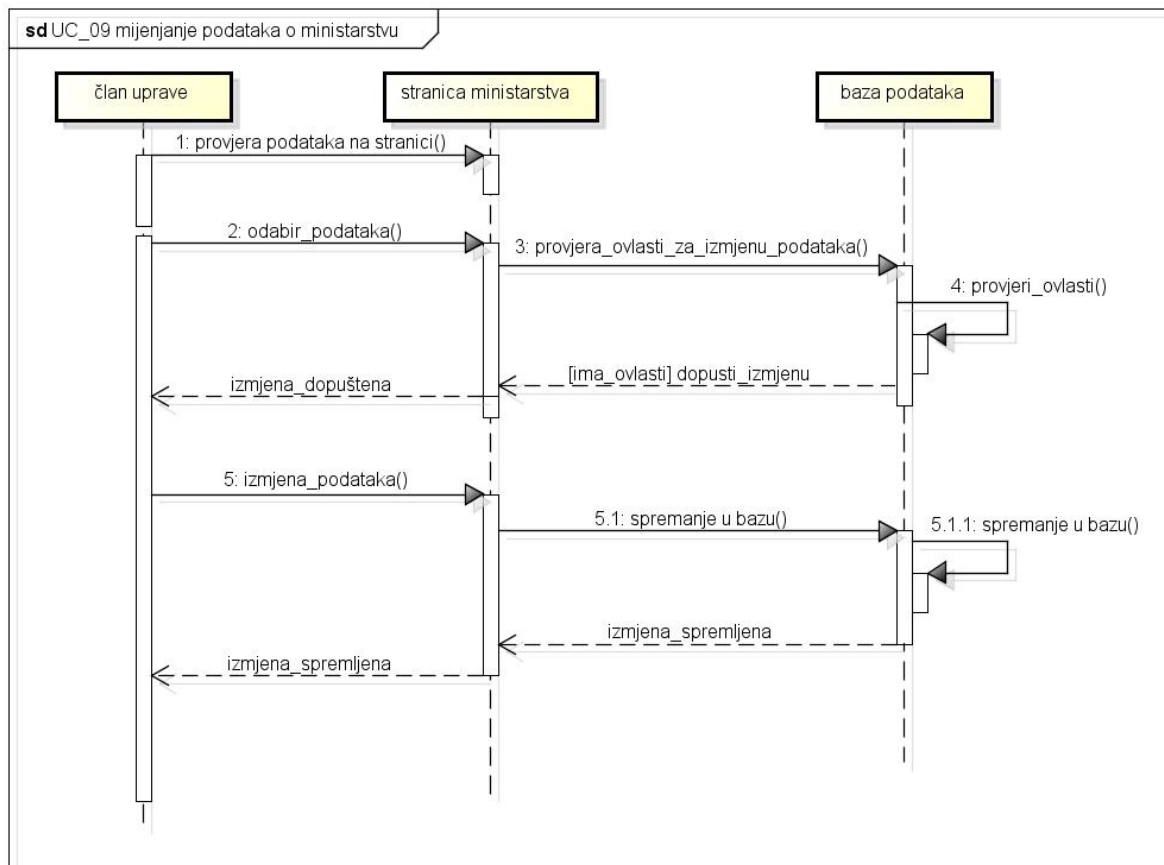 sd UC_09 mijenjanje podataka o ministarstvu
član uprave
stranica ministarstva
baza podataka
1: provjera podataka na stranici()
2: odabir_podataka()
3: provjera_ovlasti_za_izmjenu_podataka()
4: provjeri_ovlasti()
[ima_ovlasti] dopusti_izmjenu
izmjena_dopuštena
5: izmjena_podataka()
5.1: spremanje u bazu()
5.1.1: spremanje u bazu()
izmjena_spremljena
izmjena_spremljena